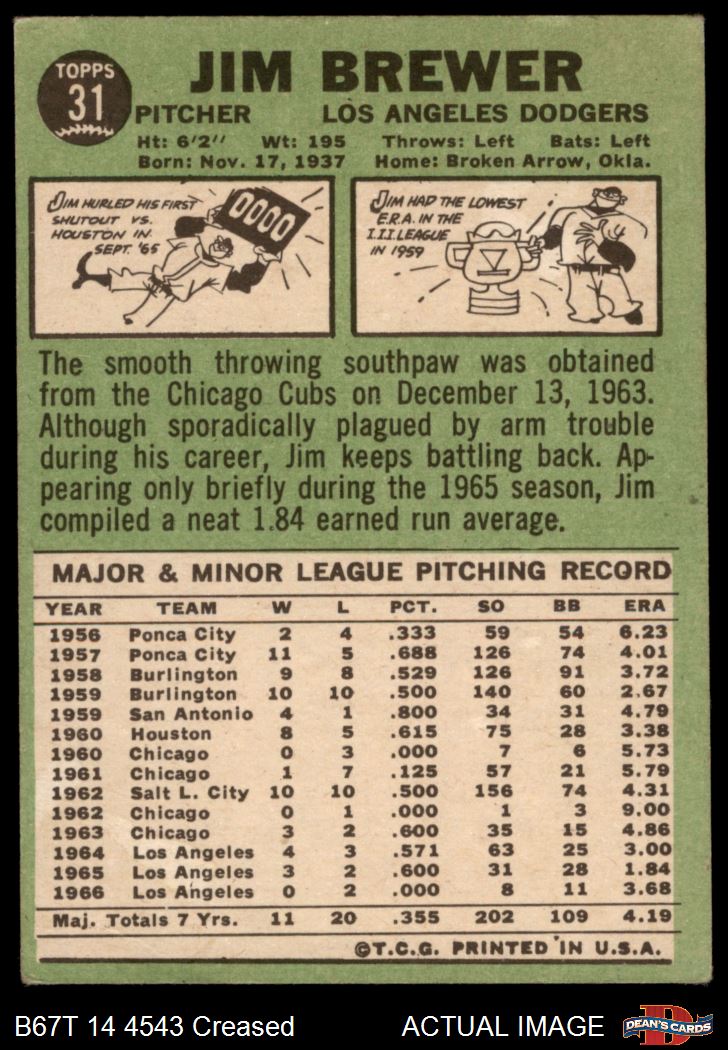 TOPPS
31
JIM BREWER
PITCHER LOS ANGELES DODGERS
Ht: 6'2" Wt: 195 Throws: Left Bats: Left
Born: Nov. 17, 1937 Home: Broken Arrow, Okla.
JIM HURLED HIS FIRST
SHUTOUT VS.
HOUSTON IN
SEPT. '65
0000
JIM HAD THE LOWEST
E.R.A. IN THE
I.I.I. LEAGUE
IN 1959
The smooth throwing southpaw was obtained
from the Chicago Cubs on December 13, 1963.
Although sporadically plagued by arm trouble
during his career, Jim keeps battling back. Ap-
pearing only briefly during the 1965 season, Jim
compiled a neat 1.84 earned run average.
MAJOR & MINOR LEAGUE PITCHING RECORD
YEAR TEAM W L PCT. SO BB ERA
1956 Ponca City 2 4 .333 59 54 6.23
1957 Ponca City 11 5 .688 126 74 4.01
1958 Burlington 9 8 .529 126 91 3.72
1959 Burlington 10 10 .500 140 60 2.67
1959 San Antonio 4 1 .800 34 31 4.79
1960 Houston 8 5 .615 75 28 3.38
1960 Chicago 0 3 .000 7 6 5.73
1961 Chicago 1 7 .125 57 21 5.79
1962 Salt L. City 10 10 .500 156 74 4.31
1962 Chicago 0 1 .000 1 3 9.00
1963 Chicago 3 2 .600 35 15 4.86
1964 Los Angeles 4 3 .571 63 25 3.00
1965 Los Angeles 3 2 .600 31 28 1.84
1966 Los Angeles 0 2 .000 8 11 3.68
Maj. Totals 7 Yrs. 11 20 .355 202 109 4.19
©T.C.G. PRINTED IN U.S.A.
B67T 14 4543 Creased ACTUAL IMAGE
D
DEAN'S CARDS